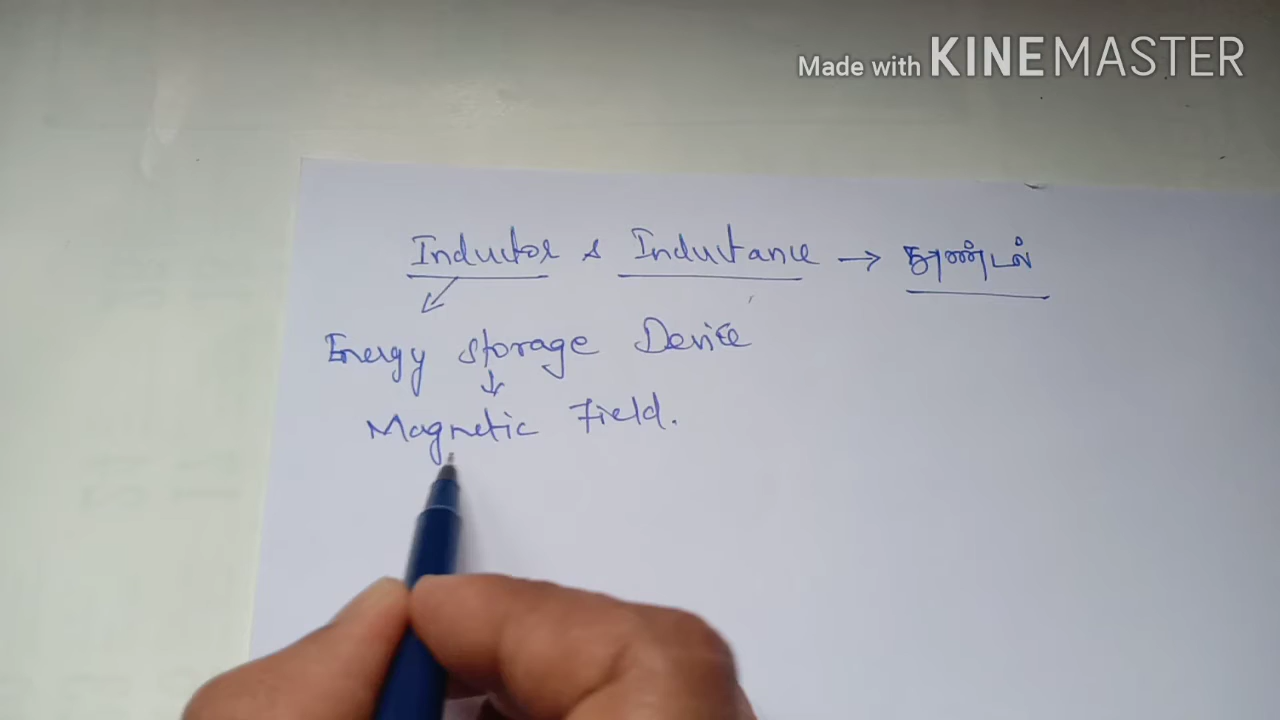 Made with KINEMASTER
Inductor & Inductance → தூண்டல்
Energy storage Device
Magnetic Field.